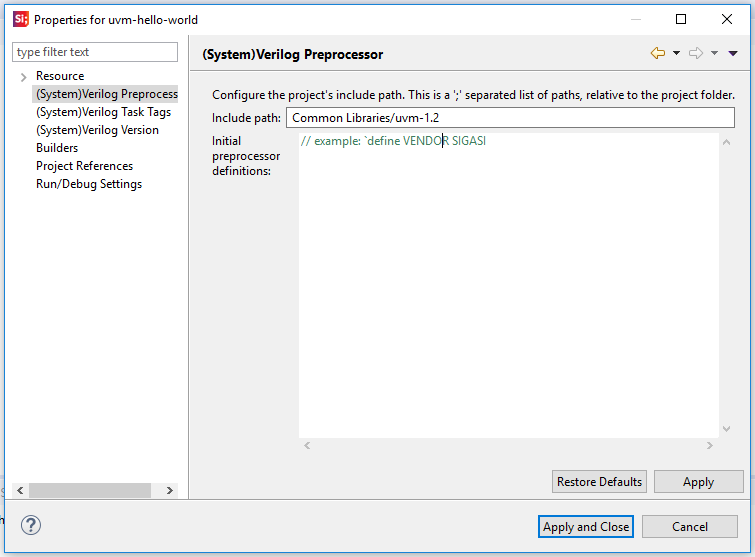 Si:
Properties for uvm-hello-world
type filter text
(System)Verilog Preprocessor
Resource
(System)Verilog Preprocess
(System)Verilog Task Tags
(System)Verilog Version
Builders
Project References
Run/Debug Settings
Configure the project's include path. This is a ';' separated list of paths, relative to the project folder.
Include path: Common Libraries/uvm-1.2
Initial
preprocessor
definitions:
// example: `define VENDOR SIGASI
Restore Defaults
Apply
?
Apply and Close
Cancel